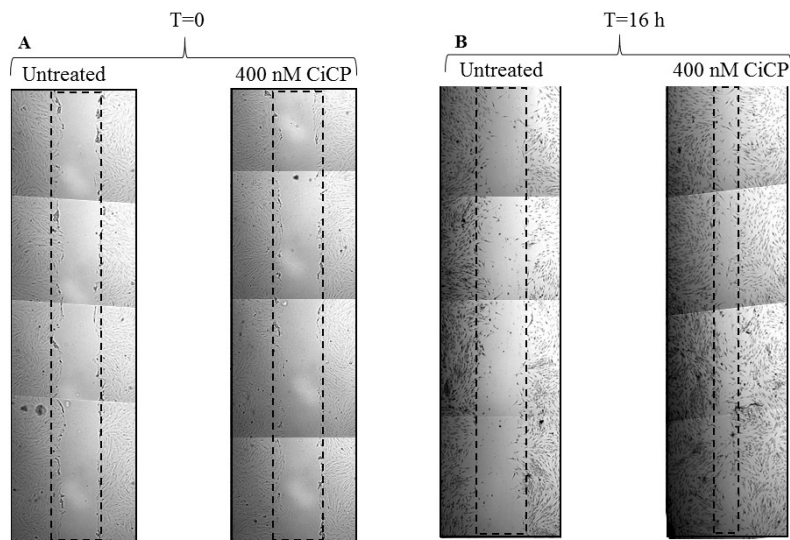 T=0
A
Untreated
400 nM CiCP
T=16 h
B
Untreated
400 nM CiCP